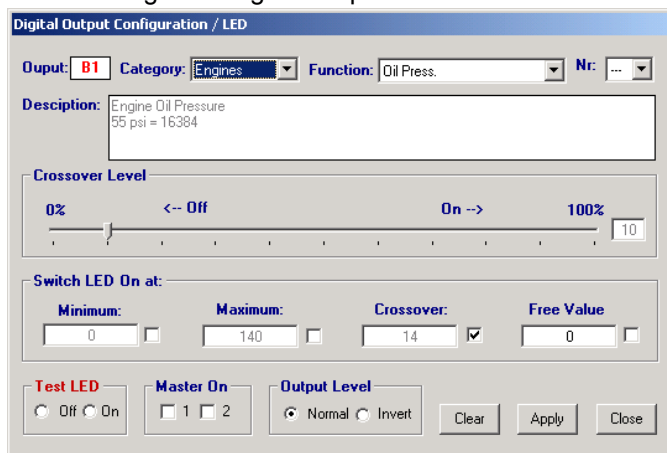 Digital Output Configuration / LED
Ouput: B1 Category: Engines Function: Oil Press. Nr: ---
Desciption: Engine Oil Pressure
55 psi = 16384
Crossover Level
0% <-- Off On --> 100%
10
Switch LED On at:
Minimum: Maximum: Crossover: Free Value
0 140 14 0
Test LED Master On Output Level
Off On 1 2 Normal Invert Clear Apply Close